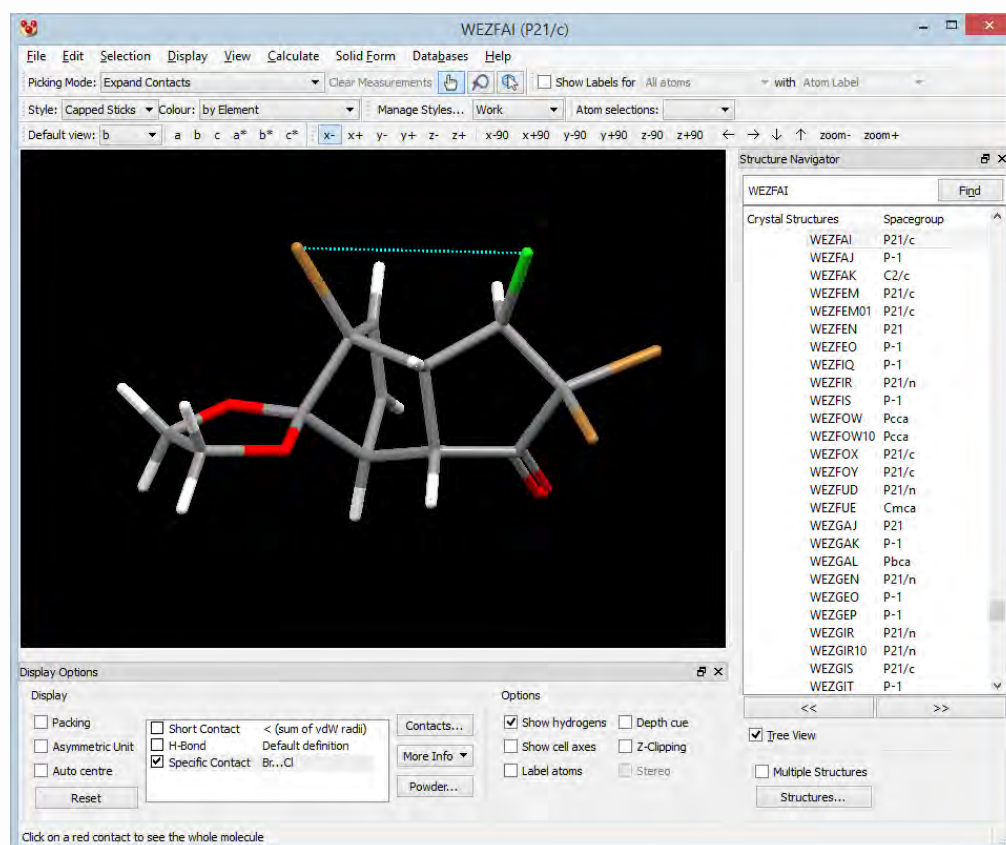 WEZFAI (P21/c)
File Edit Selection Display View Calculate Solid Form Databases Help
Picking Mode: Expand Contacts Clear Measurements Show Labels for All atoms with Atom Label
Style: Capped Sticks Colour: by Element Manage Styles... Work Atom selections:
Default view: b a b c a* b* c* x- x+ y- y+ z- z+ x-90 x+90 y-90 y+90 z-90 z+90 ← → ↓ ↑ zoom- zoom+
Structure Navigator
WEZFAI Find
Crystal Structures Spacegroup
WEZFAI P21/c
WEZFAJ P-1
WEZFAK C2/c
WEZFEM P21/c
WEZFEM01 P21/c
WEZFEN P21
WEZFEO P-1
WEZFIQ P-1
WEZFIR P21/n
WEZFIS P-1
WEZFOW Pcca
WEZFOW10 Pcca
WEZFOX P21/c
WEZFOY P21/c
WEZFUD P21/n
WEZFUE Cmca
WEZGAJ P21
WEZGAK P-1
WEZGAL Pbca
WEZGEN P21/n
WEZGEO P-1
WEZGEP P-1
WEZGIR P21/n
WEZGIR10 P21/n
WEZGIS P21/c
WEZGIT P-1
<< >>
Tree View
Multiple Structures
Structures...
Display Options
Display
Packing
Asymmetric Unit
Auto centre
Reset
Short Contact < (sum of vdW radii)
H-Bond Default definition
Specific Contact Br...Cl
Contacts...
More Info
Powder...
Options
Show hydrogens Depth cue
Show cell axes Z-Clipping
Label atoms Stereo
Click on a red contact to see the whole molecule